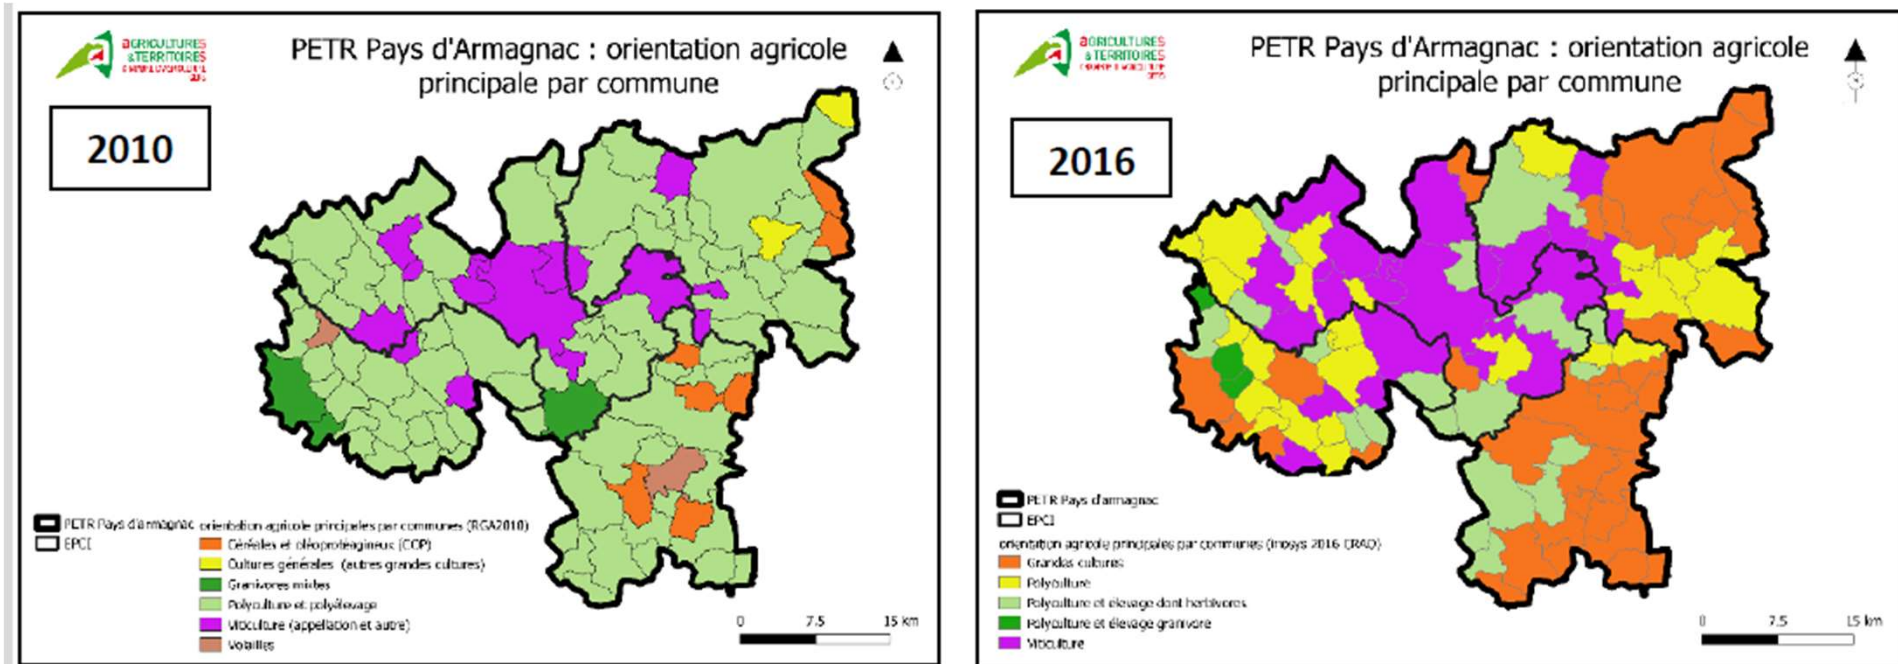 AGRICULTURES
& TERRITOIRES
PETR Pays d'Armagnac : orientation agricole
principale par commune
2010
PETR Pays d'armagnac
EPCI
orientation agricole principales par communes (RGA2010)
Céréales et oléoprotéagineux (COP)
Cultures générales (autres grandes cultures)
Granivores mixtes
Polyculture et polyélevage
Viticulture (appellation et autre)
Volailles
0 7.5 15 km
AGRICULTURES
& TERRITOIRES
PETR Pays d'Armagnac : orientation agricole
principale par commune
2016
PETR Pays d'armagnac
EPCI
orientation agricole principales par communes (inosys 2016 CRAO)
Grandes cultures
Polyculture
Polyculture et élevage dont herbivores
Polyculture et élevage granivore
Viticulture
0 7.5 15 km